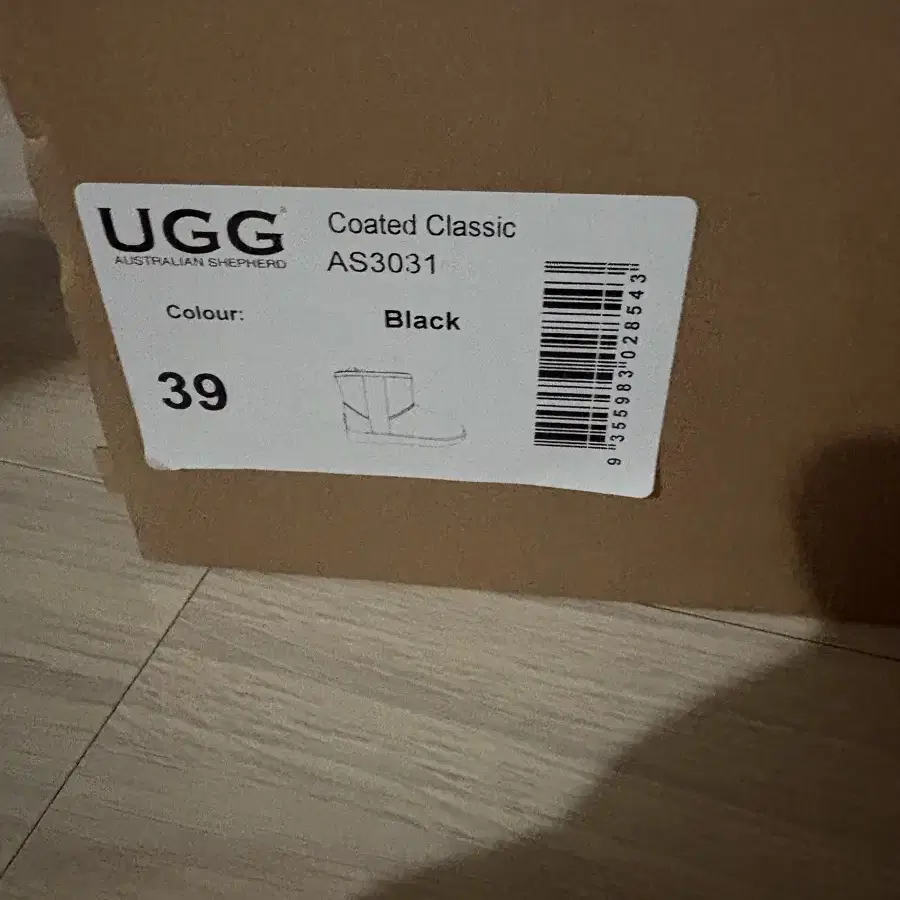 UGG®
AUSTRALIAN SHEPHERD
Coated Classic
AS3031
Colour:
Black
39
9 355983 028543